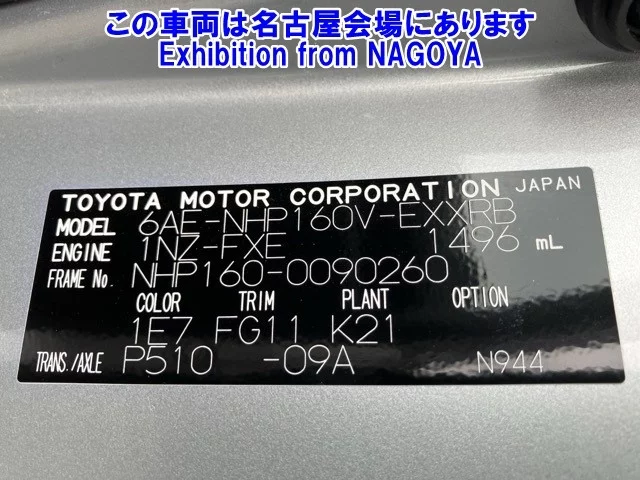 この車両は名古屋会場にあります
Exhibition from NAGOYA
TOYOTA MOTOR CORPORATION JAPAN
MODEL 6AE-NHP160V-EXXRB
ENGINE 1NZ-FXE 1496 mL
FRAME No. NHP160-0090260
COLOR TRIM PLANT OPTION
1E7 FG11 K21
TRANS./AXLE P510 -09A N944